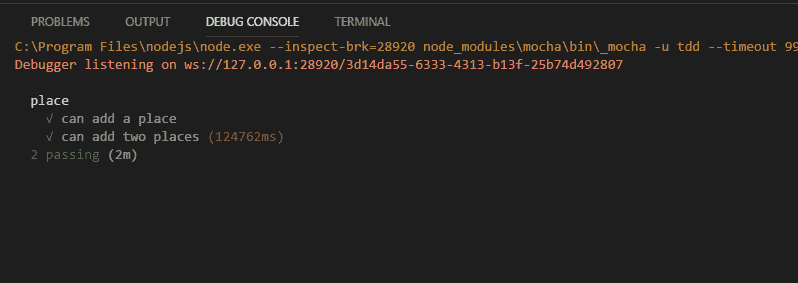 PROBLEMS OUTPUT DEBUG CONSOLE TERMINAL
C:\Program Files\nodejs\node.exe --inspect-brk=28920 node_modules\mocha\bin\_mocha -u tdd --timeout 99
Debugger listening on ws://127.0.0.1:28920/3d14da55-6333-4313-b13f-25b74d492807
place
√ can add a place
√ can add two places (124762ms)
2 passing (2m)